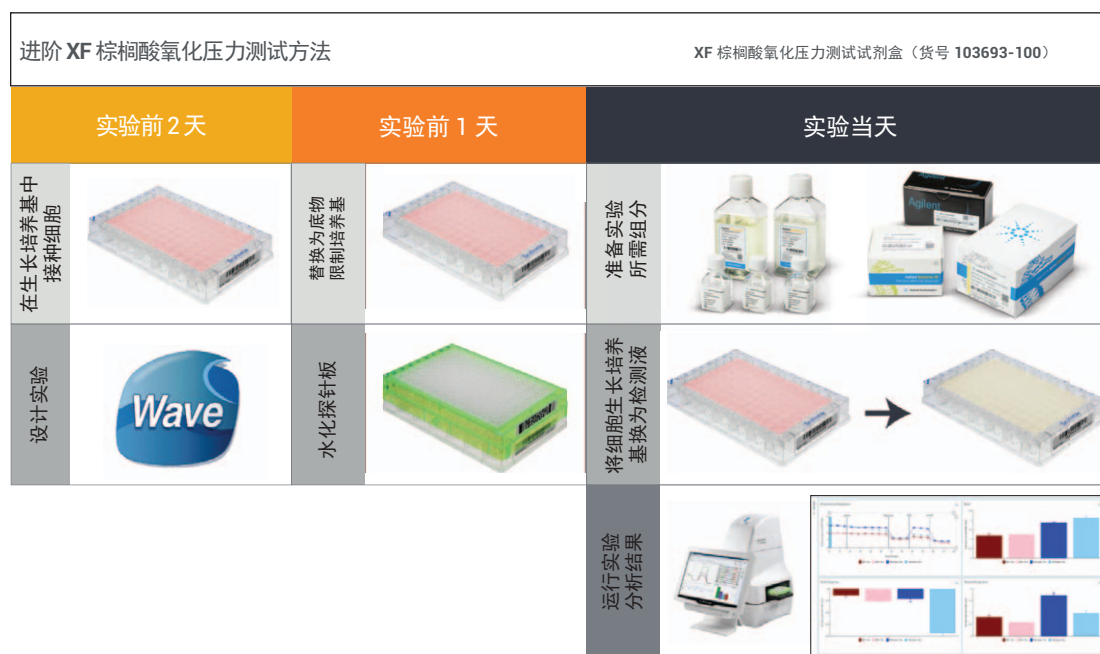 进阶 XF 棕榈酸氧化压力测试方法
XF 棕榈酸氧化压力测试试剂盒（货号 103693-100）
实验前 2 天
实验前 1 天
实验当天
在生长培养基中
接种细胞
替换为底物
限制培养基
准备实验
所需组分
Agilent
设计实验
Wave
水化探针板
将细胞生长培养
基换为检测液
运行实验
分析结果